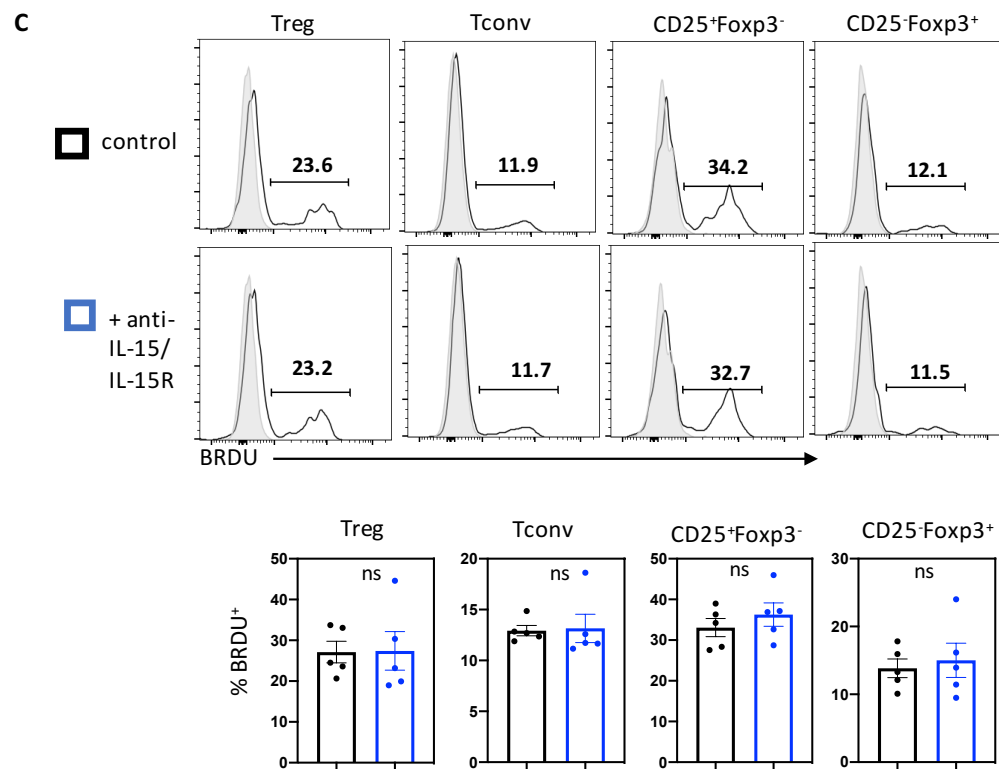 C
Treg Tconv CD25⁺Foxp3⁻ CD25⁻Foxp3⁺
control
23.6 11.9 34.2 12.1
+ anti-
IL-15/
IL-15R
23.2 11.7 32.7 11.5
BRDU
Treg Tconv CD25⁺Foxp3⁻ CD25⁻Foxp3⁺
% BRDU⁺
50 40 30 20 10 0
ns
20 15 10 5 0
ns
50 40 30 20 10 0
ns
30 20 10 0
ns